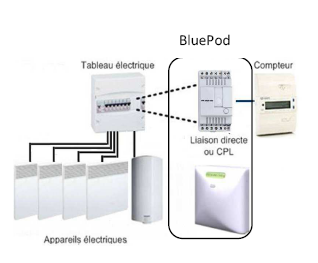 BluePod
Tableau électrique
Compteur
Liaison directe
ou CPL
Appareils électriques